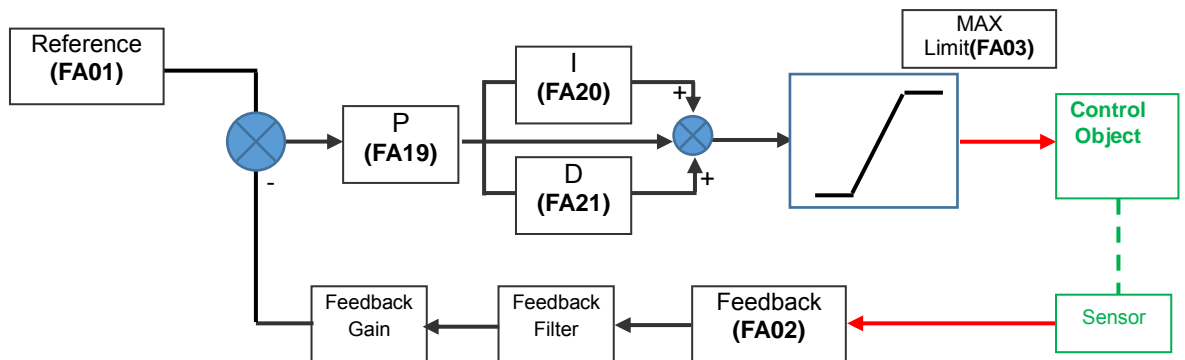 Reference
(FA01)
MAX
Limit(FA03)
I
(FA20)
+
Control
Object
P
(FA19)
D
(FA21)
+
-
Feedback
Gain
Feedback
Filter
Feedback
(FA02)
Sensor